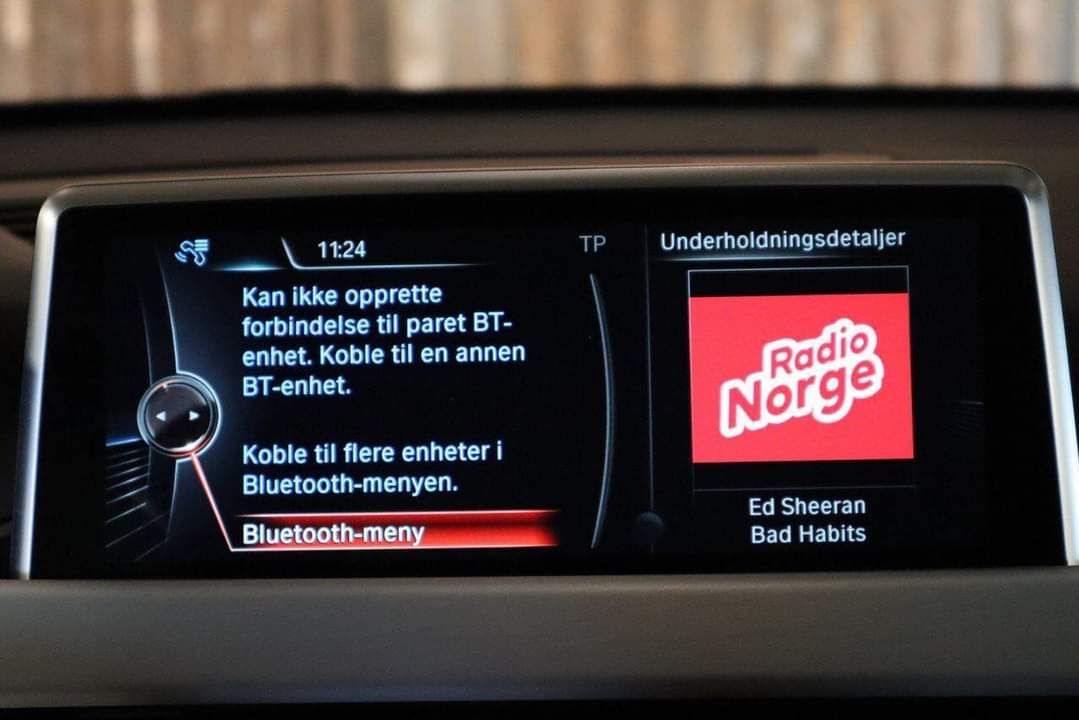 11:24
TP
Kan ikke opprette
forbindelse til paret BT-
enhet. Koble til en annen
BT-enhet.
Koble til flere enheter i
Bluetooth-menyen.
Bluetooth-meny
Underholdningsdetaljer
Radio
Norge
Ed Sheeran
Bad Habits